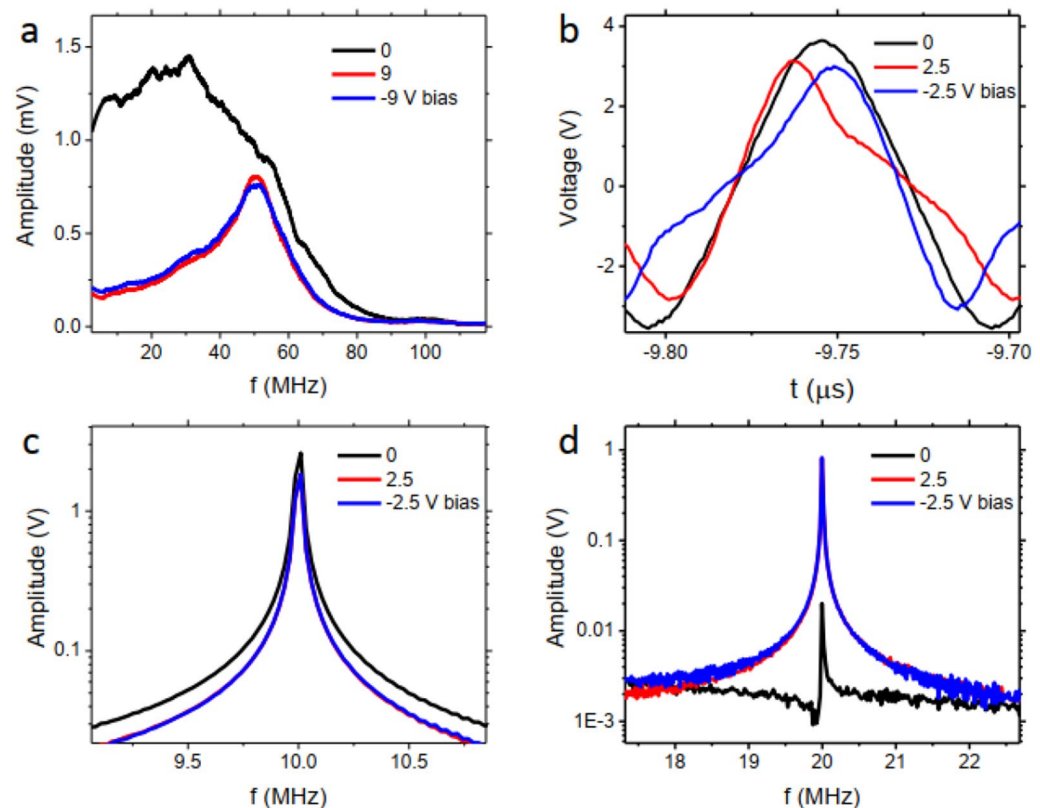 a
0
9
-9 V bias
1.5
1.0
0.5
0.0
Amplitude (mV)
20 40 60 80 100
f (MHz)
b
0
2.5
-2.5 V bias
4
2
0
-2
Voltage (V)
-9.80 -9.75 -9.70
t (μs)
c
0
2.5
-2.5 V bias
1
0.1
Amplitude (V)
9.5 10.0 10.5
f (MHz)
d
0
2.5
-2.5 V bias
1
0.1
0.01
1E-3
Amplitude (V)
18 19 20 21 22
f (MHz)